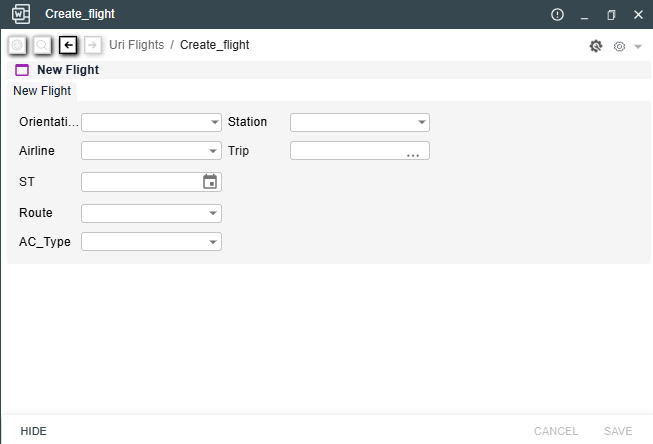 Create_flight
Uri Flights / Create_flight
New Flight
New Flight
Orientati... Station
Airline Trip ...
ST
Route
AC_Type
HIDE CANCEL SAVE